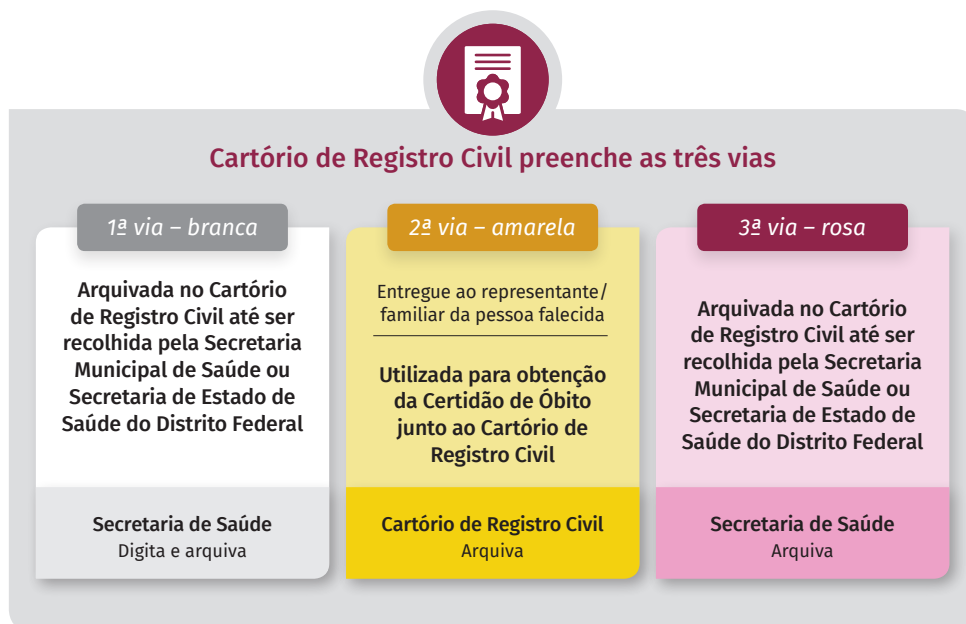 Cartório de Registro Civil preenche as três vias
1ª via – branca
Arquivada no Cartório
de Registro Civil até ser
recolhida pela Secretaria
Municipal de Saúde ou
Secretaria de Estado de
Saúde do Distrito Federal
Secretaria de Saúde
Digita e arquiva
2ª via – amarela
Entregue ao representante/
familiar da pessoa falecida
Utilizada para obtenção
da Certidão de Óbito
junto ao Cartório de
Registro Civil
Cartório de Registro Civil
Arquiva
3ª via – rosa
Arquivada no Cartório
de Registro Civil até ser
recolhida pela Secretaria
Municipal de Saúde ou
Secretaria de Estado de
Saúde do Distrito Federal
Secretaria de Saúde
Arquiva